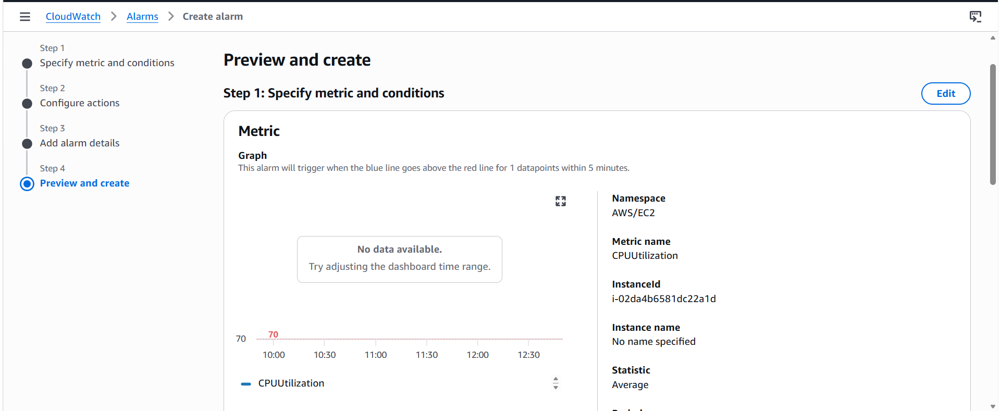 CloudWatch > Alarms > Create alarm
Step 1
Specify metric and conditions
Step 2
Configure actions
Step 3
Add alarm details
Step 4
Preview and create
Preview and create
Step 1: Specify metric and conditions
Edit
Metric
Graph
This alarm will trigger when the blue line goes above the red line for 1 datapoints within 5 minutes.
No data available.
Try adjusting the dashboard time range.
70
70
10:00 10:30 11:00 11:30 12:00 12:30
CPUUtilization
Namespace
AWS/EC2
Metric name
CPUUtilization
InstanceId
i-02da4b6581dc22a1d
Instance name
No name specified
Statistic
Average